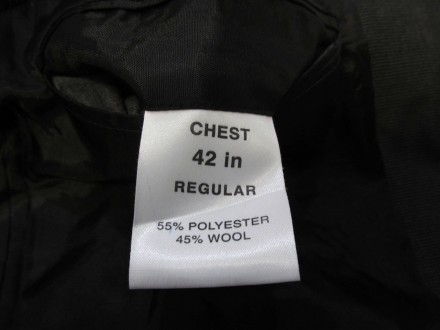 CHEST
42 in
REGULAR
55% POLYESTER
45% WOOL